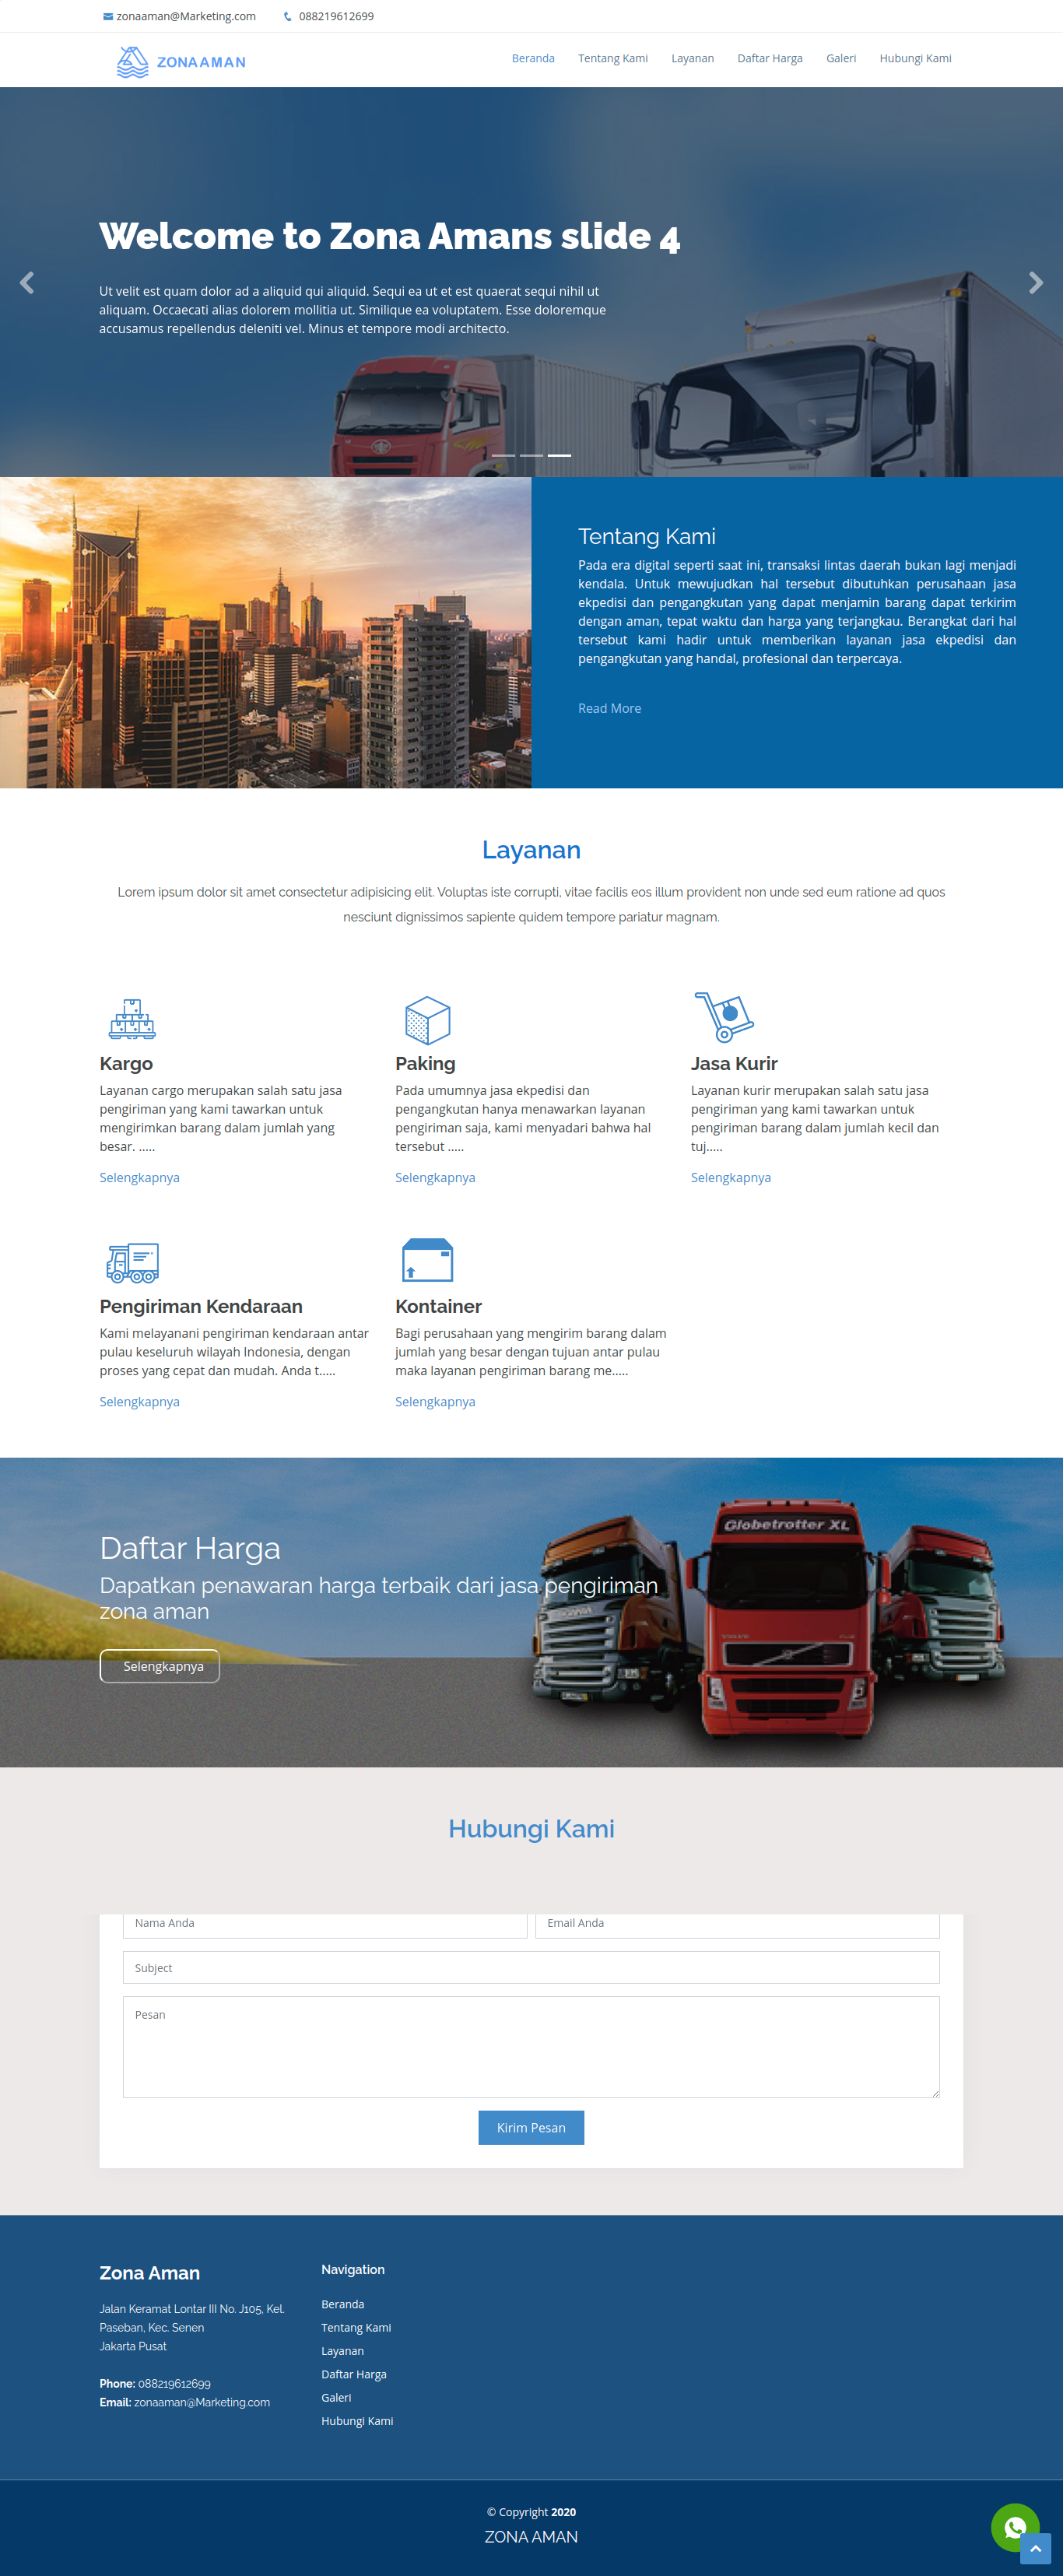 zonaaman@Marketing.com 088219612699
ZONAAMAN
Beranda Tentang Kami Layanan Daftar Harga Galeri Hubungi Kami
Welcome to Zona Amans slide 4
Ut velit est quam dolor ad a aliquid qui aliquid. Sequi ea ut et est quaerat sequi nihil ut
aliquam. Occaecati alias dolorem mollitia ut. Similique ea voluptatem. Esse doloremque
accusamus repellendus deleniti vel. Minus et tempore modi architecto.
Tentang Kami
Pada era digital seperti saat ini, transaksi lintas daerah bukan lagi menjadi
kendala. Untuk mewujudkan hal tersebut dibutuhkan perusahaan jasa
ekpedisi dan pengangkutan yang dapat menjamin barang dapat terkirim
dengan aman, tepat waktu dan harga yang terjangkau. Berangkat dari hal
tersebut kami hadir untuk memberikan layanan jasa ekpedisi dan
pengangkutan yang handal, profesional dan terpercaya.
Read More
Layanan
Lorem ipsum dolor sit amet consectetur adipisicing elit. Voluptas iste corrupti, vitae facilis eos illum provident non unde sed eum ratione ad quos
nesciunt dignissimos sapiente quidem tempore pariatur magnam.
Kargo
Layanan cargo merupakan salah satu jasa
pengiriman yang kami tawarkan untuk
mengirimkan barang dalam jumlah yang
besar. .....
Selengkapnya
Paking
Pada umumnya jasa ekpedisi dan
pengangkutan hanya menawarkan layanan
pengiriman saja, kami menyadari bahwa hal
tersebut .....
Selengkapnya
Jasa Kurir
Layanan kurir merupakan salah satu jasa
pengiriman yang kami tawarkan untuk
pengiriman barang dalam jumlah kecil dan
tuj.....
Selengkapnya
Pengiriman Kendaraan
Kami melayanani pengiriman kendaraan antar
pulau keseluruh wilayah Indonesia, dengan
proses yang cepat dan mudah. Anda t.....
Selengkapnya
Kontainer
Bagi perusahaan yang mengirim barang dalam
jumlah yang besar dengan tujuan antar pulau
maka layanan pengiriman barang me.....
Selengkapnya
Daftar Harga
Dapatkan penawaran harga terbaik dari jasa pengiriman
zona aman
Selengkapnya
Globetrotter XL
VOLVO
Hubungi Kami
Nama Anda
Email Anda
Subject
Pesan
Kirim Pesan
Zona Aman
Jalan Keramat Lontar III No. J105, Kel.
Paseban, Kec. Senen
Jakarta Pusat
Phone: 088219612699
Email: zonaaman@Marketing.com
Navigation
Beranda
Tentang Kami
Layanan
Daftar Harga
Galeri
Hubungi Kami
© Copyright 2020
ZONA AMAN